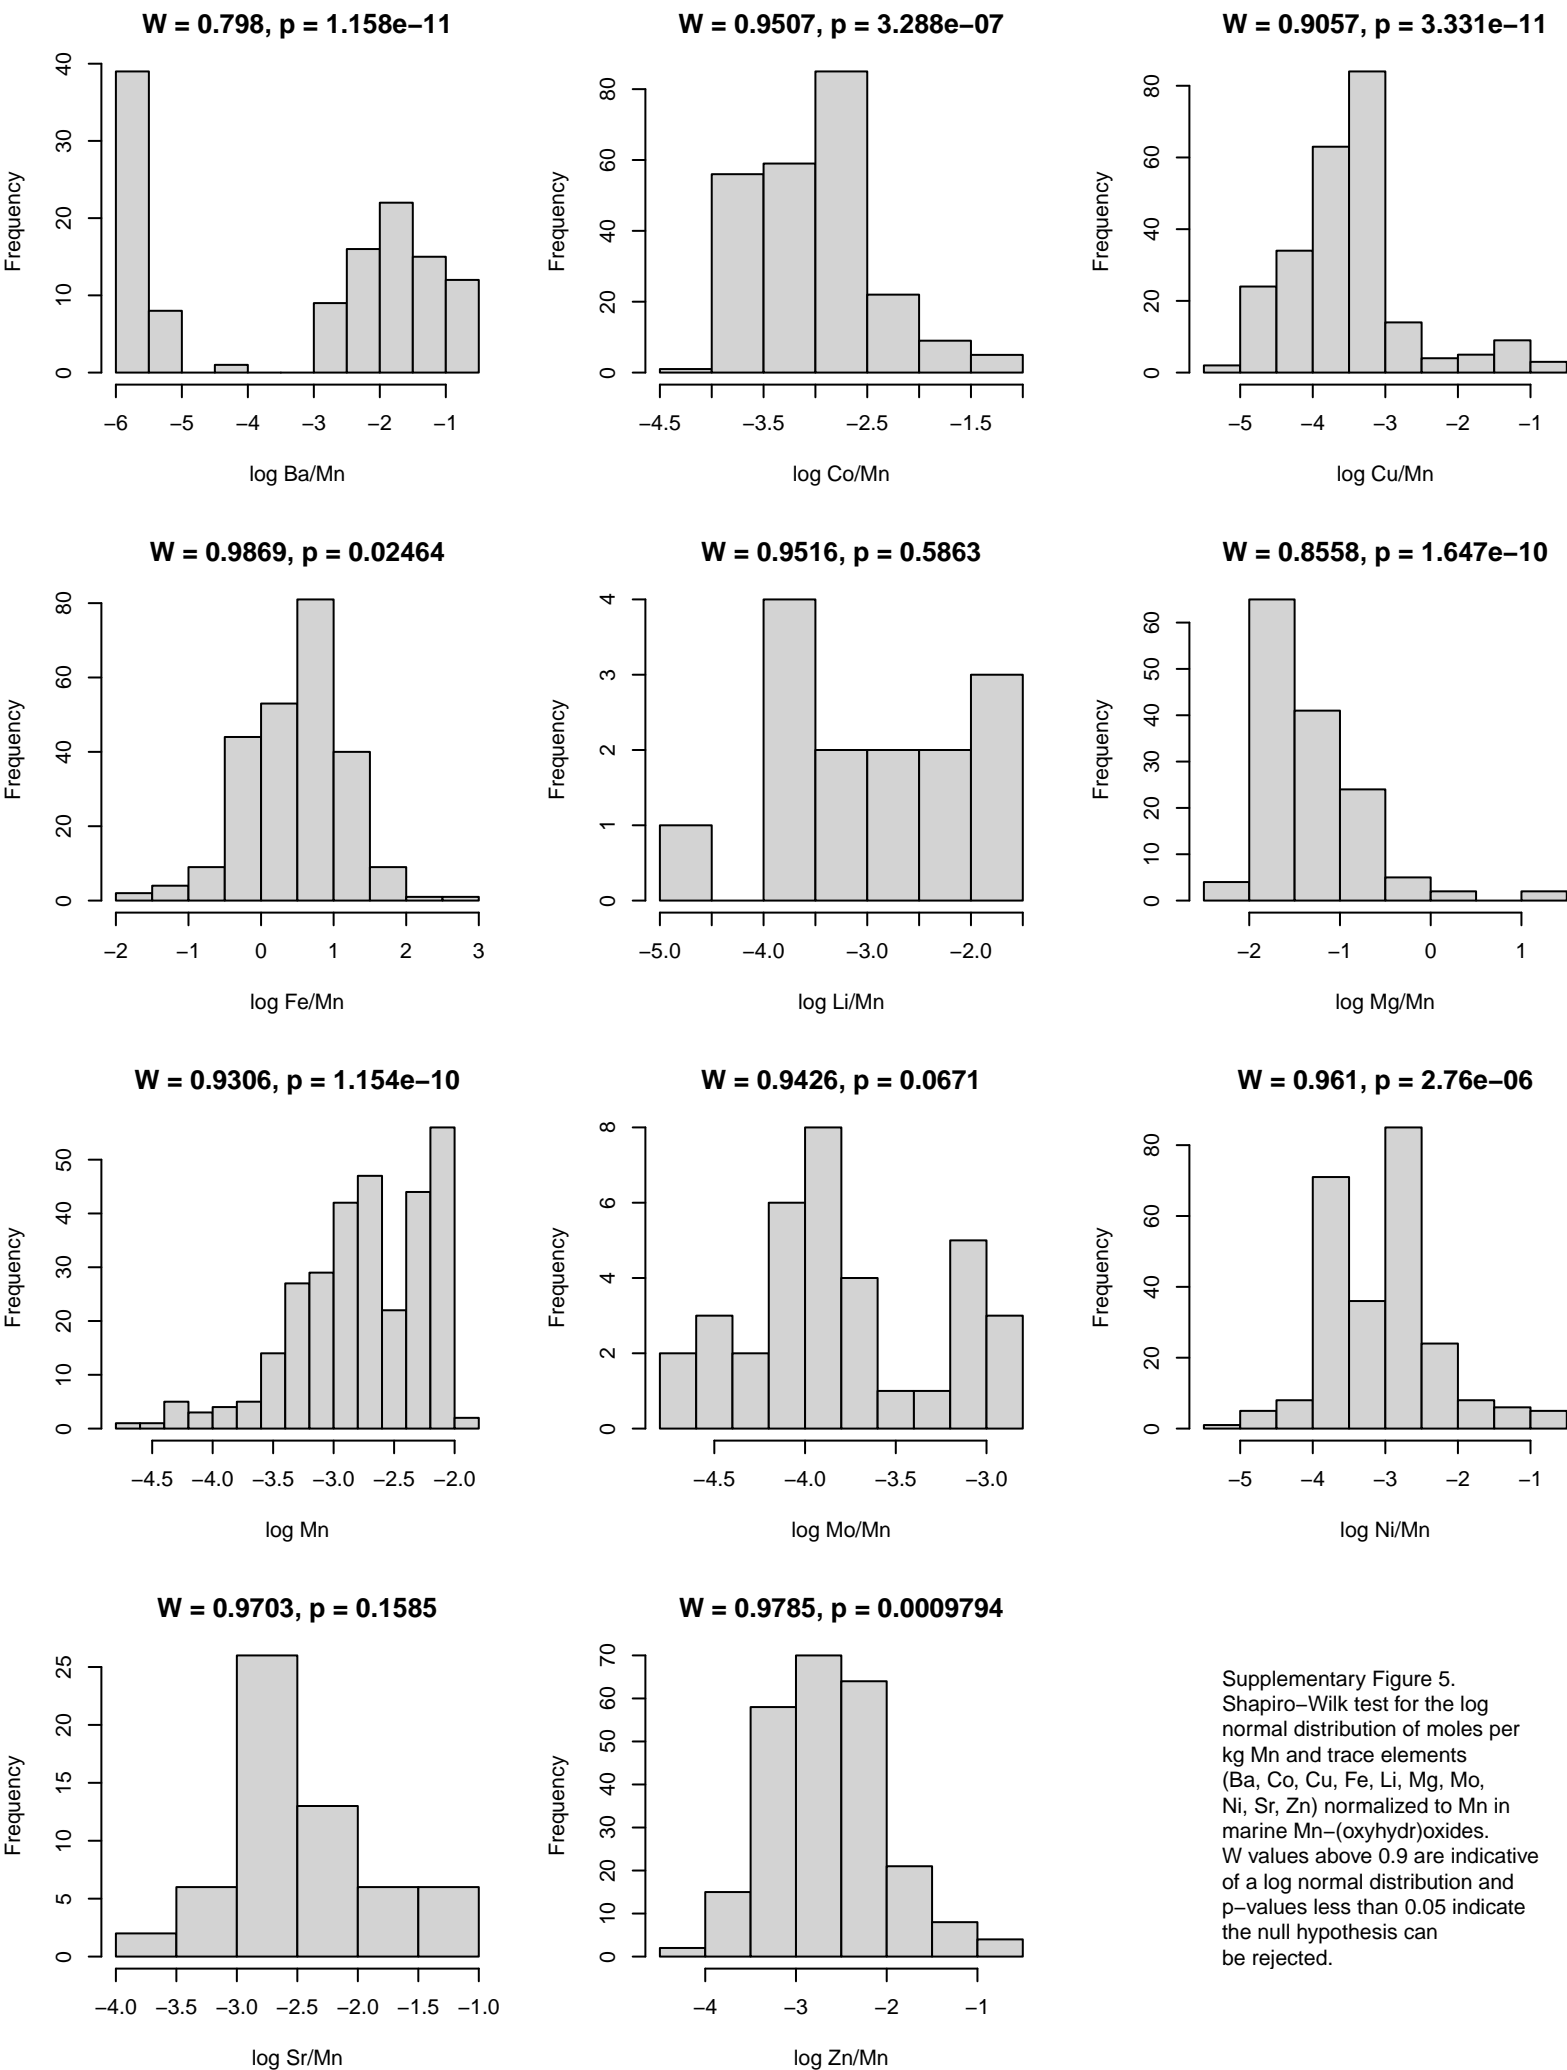 W = 0.798, p = 1.158e−11
Frequency
0 10 20 30 40
−6 −5 −4 −3 −2 −1
log Ba/Mn
W = 0.9507, p = 3.288e−07
Frequency
0 20 40 60 80
−4.5 −3.5 −2.5 −1.5
log Co/Mn
W = 0.9057, p = 3.331e−11
Frequency
0 20 40 60 80
−5 −4 −3 −2 −1
log Cu/Mn
W = 0.9869, p = 0.02464
Frequency
0 20 40 60 80
−2 −1 0 1 2 3
log Fe/Mn
W = 0.9516, p = 0.5863
Frequency
0 1 2 3 4
−5.0 −4.0 −3.0 −2.0
log Li/Mn
W = 0.8558, p = 1.647e−10
Frequency
0 10 20 30 40 50 60
−2 −1 0 1
log Mg/Mn
W = 0.9306, p = 1.154e−10
Frequency
0 10 20 30 40 50
−4.5 −4.0 −3.5 −3.0 −2.5 −2.0
log Mn
W = 0.9426, p = 0.0671
Frequency
0 2 4 6 8
−4.5 −4.0 −3.5 −3.0
log Mo/Mn
W = 0.961, p = 2.76e−06
Frequency
0 20 40 60 80
−5 −4 −3 −2 −1
log Ni/Mn
W = 0.9703, p = 0.1585
Frequency
0 5 10 15 20 25
−4.0 −3.5 −3.0 −2.5 −2.0 −1.5 −1.0
log Sr/Mn
W = 0.9785, p = 0.0009794
Frequency
0 10 20 30 40 50 60 70
−4 −3 −2 −1
log Zn/Mn
Supplementary Figure 5.
Shapiro−Wilk test for the log
normal distribution of moles per
kg Mn and trace elements
(Ba, Co, Cu, Fe, Li, Mg, Mo,
Ni, Sr, Zn) normalized to Mn in
marine Mn−(oxyhydr)oxides.
W values above 0.9 are indicative
of a log normal distribution and
p−values less than 0.05 indicate
the null hypothesis can
be rejected.